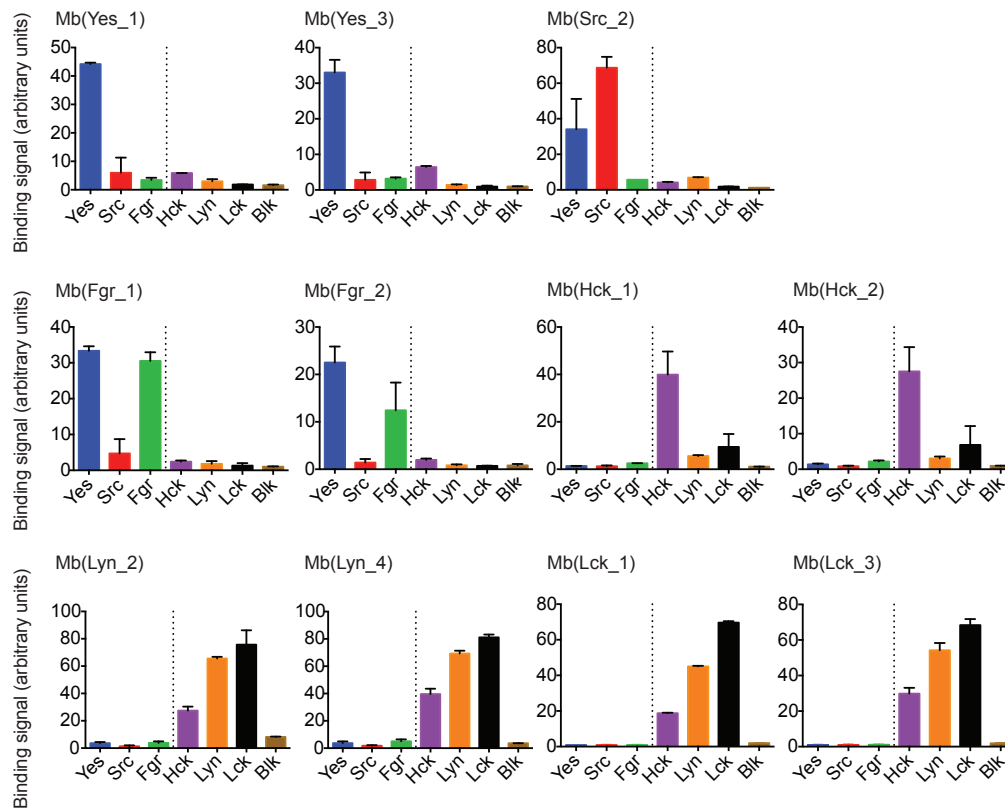 Mb(Yes_1) Mb(Yes_3) Mb(Src_2)
Binding signal (arbitrary units)
50 40 30 20 10 0
Yes Src Fgr Hck Lyn Lck Blk
40 30 20 10 0
Yes Src Fgr Hck Lyn Lck Blk
80 60 40 20 0
Yes Src Fgr Hck Lyn Lck Blk
Mb(Fgr_1) Mb(Fgr_2) Mb(Hck_1) Mb(Hck_2)
Binding signal (arbitrary units)
40 30 20 10 0
Yes Src Fgr Hck Lyn Lck Blk
30 20 10 0
Yes Src Fgr Hck Lyn Lck Blk
60 40 20 0
Yes Src Fgr Hck Lyn Lck Blk
40 30 20 10 0
Yes Src Fgr Hck Lyn Lck Blk
Mb(Lyn_2) Mb(Lyn_4) Mb(Lck_1) Mb(Lck_3)
Binding signal (arbitrary units)
100 80 60 40 20 0
Yes Src Fgr Hck Lyn Lck Blk
100 80 60 40 20 0
Yes Src Fgr Hck Lyn Lck Blk
80 60 40 20 0
Yes Src Fgr Hck Lyn Lck Blk
80 60 40 20 0
Yes Src Fgr Hck Lyn Lck Blk